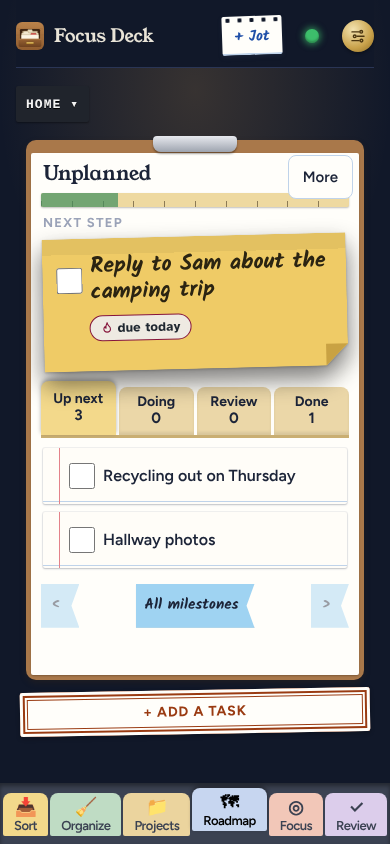 Focus Deck
+ Jot
HOME ▾
Unplanned
More
NEXT STEP
Reply to Sam about the
camping trip
due today
Up next
3
Doing
0
Review
0
Done
1
Recycling out on Thursday
Hallway photos
<
All milestones
>
+ ADD A TASK
Sort
Organize
Projects
Roadmap
Focus
Review